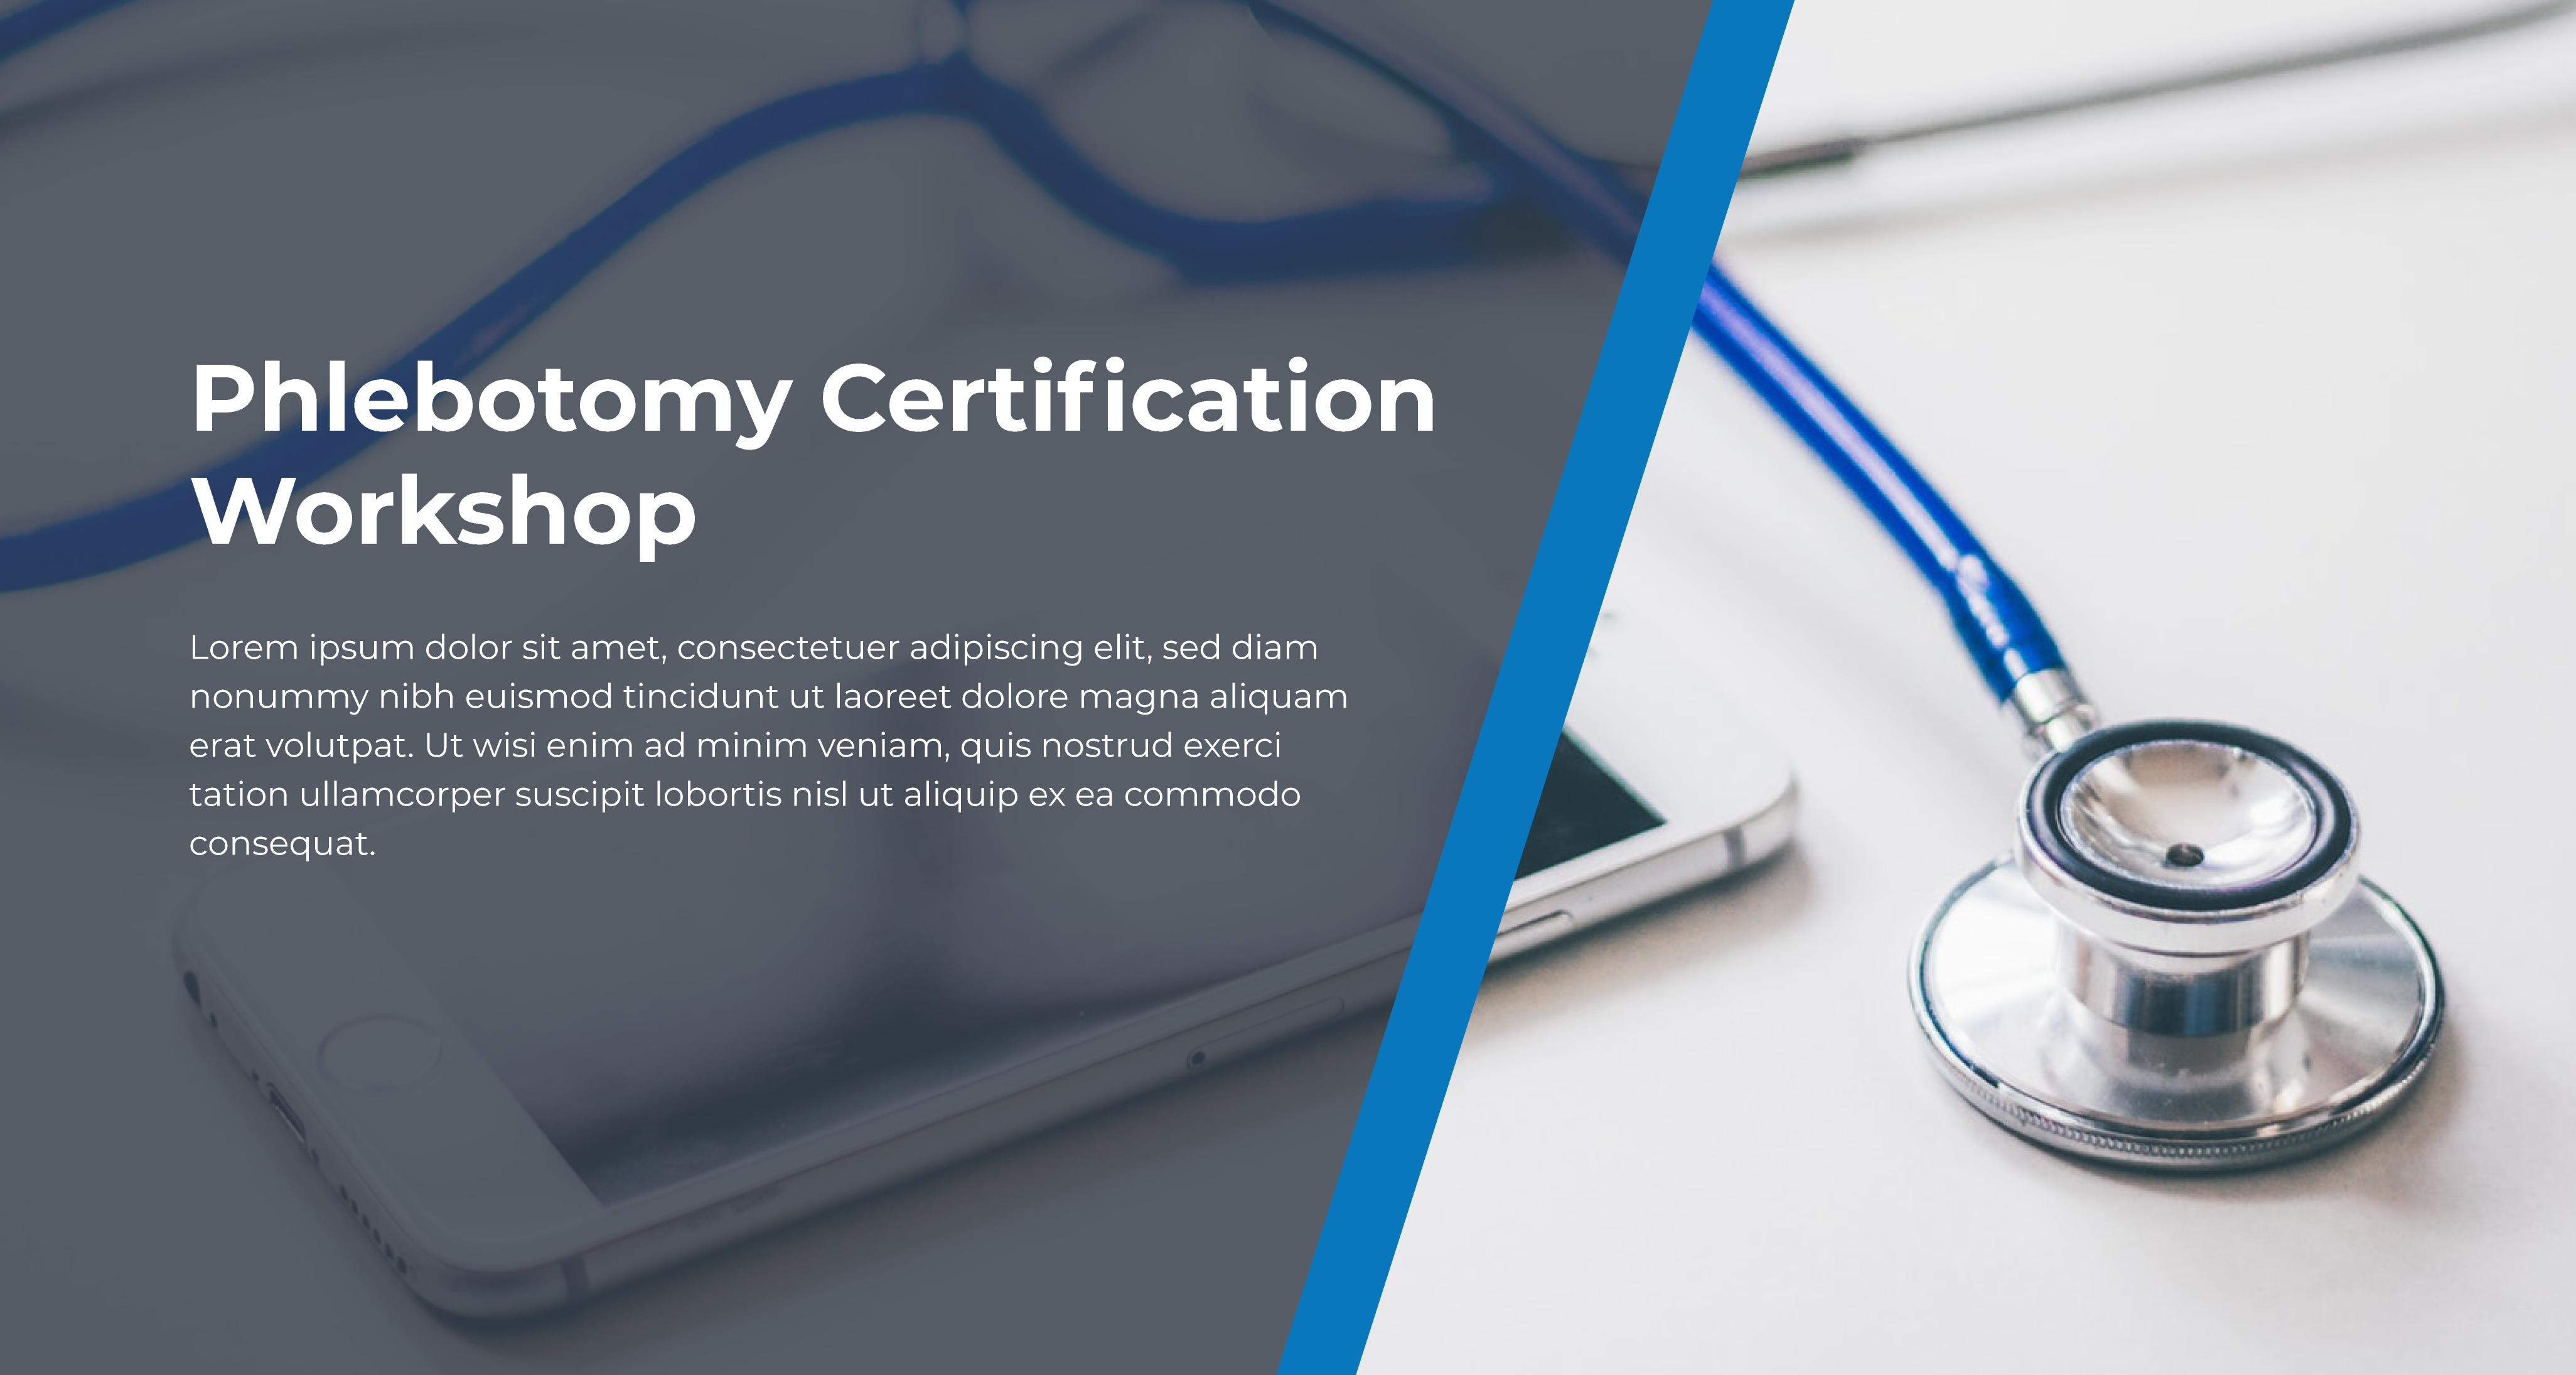 Phlebotomy Certification
Workshop
Lorem ipsum dolor sit amet, consectetuer adipiscing elit, sed diam
nonummy nibh euismod tincidunt ut laoreet dolore magna aliquam
erat volutpat. Ut wisi enim ad minim veniam, quis nostrud exerci
tation ullamcorper suscipit lobortis nisl ut aliquip ex ea commodo
consequat.